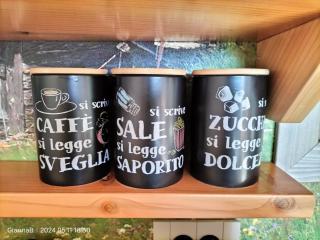 si scrive
CAFFÈ
si legge
SVEGLIA
si scrive
SALE
si legge
SAPORITO
si
ZUCCH
si legge
DOLCE